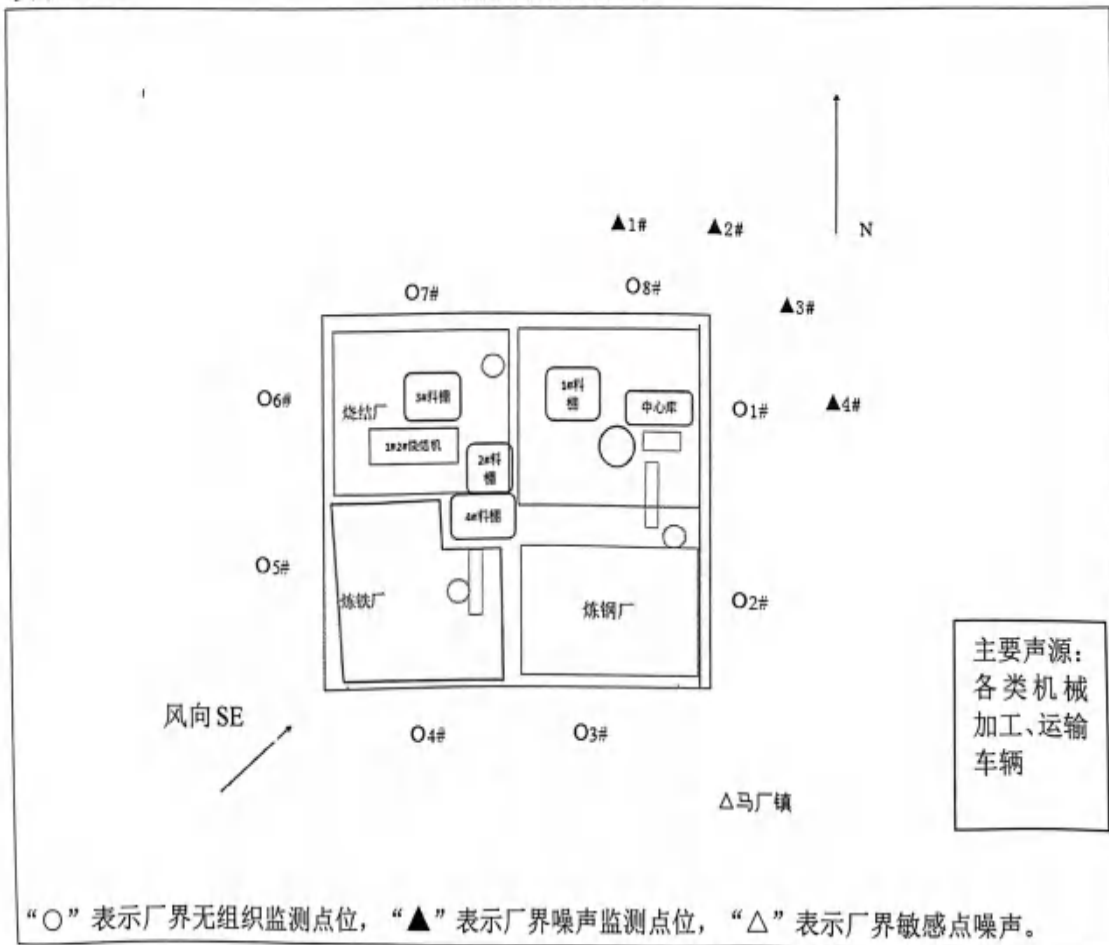 ▲1# ▲2#
N
O7# O8#
▲3#
O6# 3#料棚 1#料棚 中心库 O1# ▲4#
烧结厂
1#2#烧结机
2#料棚
4#料棚
O5#
炼铁厂 炼钢厂 O2#
主要声源：
各类机械
加工、运输
车辆
风向SE
O4# O3#
△马厂镇
“○”表示厂界无组织监测点位，“▲”表示厂界噪声监测点位，“△”表示厂界敏感点噪声。